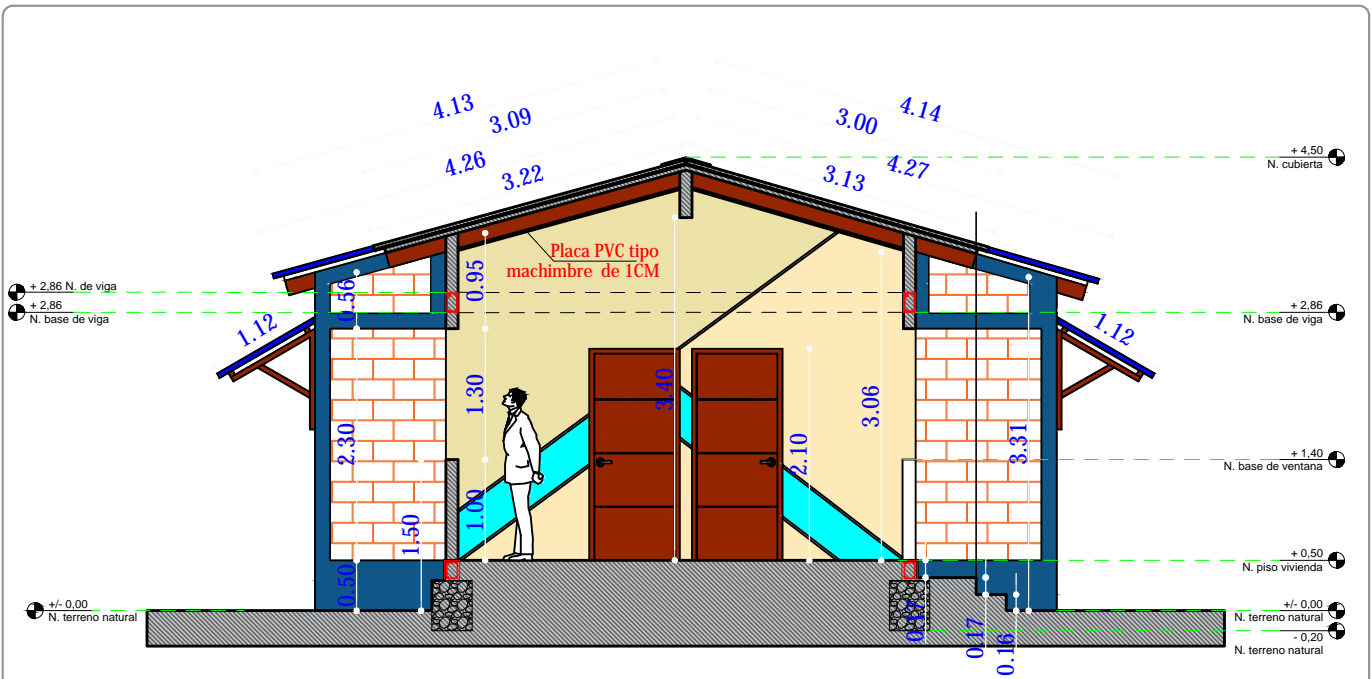 4.13
3.09
4.26
3.22
4.14
3.00
4.27
3.13
+ 4,50
N. cubierta
Placa PVC tipo
machimbre de 1CM
+ 2,86 N. de viga
+ 2,86
N. base de viga
+ 2,86
N. base de viga
0.56
0.95
1.12
1.12
2.30
1.30
3.40
3.06
3.31
2.10
1.00
1.50
0.50
+ 1,40
N. base de ventana
+ 0,50
N. piso vivienda
+/- 0,00
N. terreno natural
+/- 0,00
N. terreno natural
- 0,20
N. terreno natural
0.17
0.17
0.16